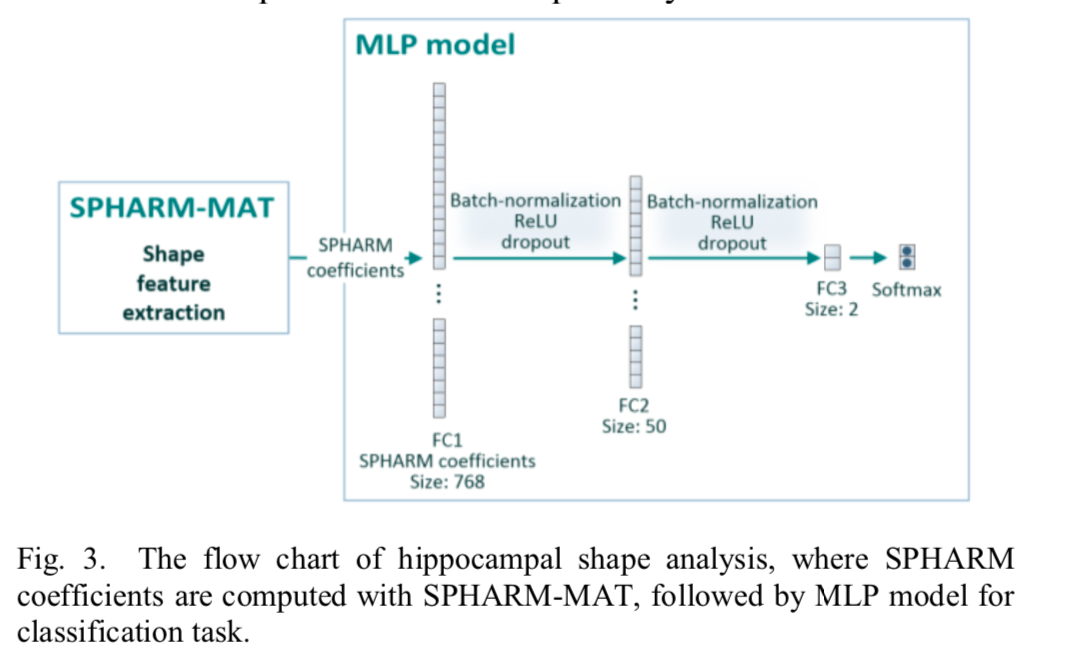 MLP model
SPHARM-MAT
Shape
feature
extraction
SPHARM
coefficients
Batch-normalization
ReLU
dropout
Batch-normalization
ReLU
dropout
FC1
SPHARM coefficients
Size: 768
FC2
Size: 50
FC3
Size: 2
Softmax
Fig. 3. The flow chart of hippocampal shape analysis, where SPHARM
coefficients are computed with SPHARM-MAT, followed by MLP model for
classification task.